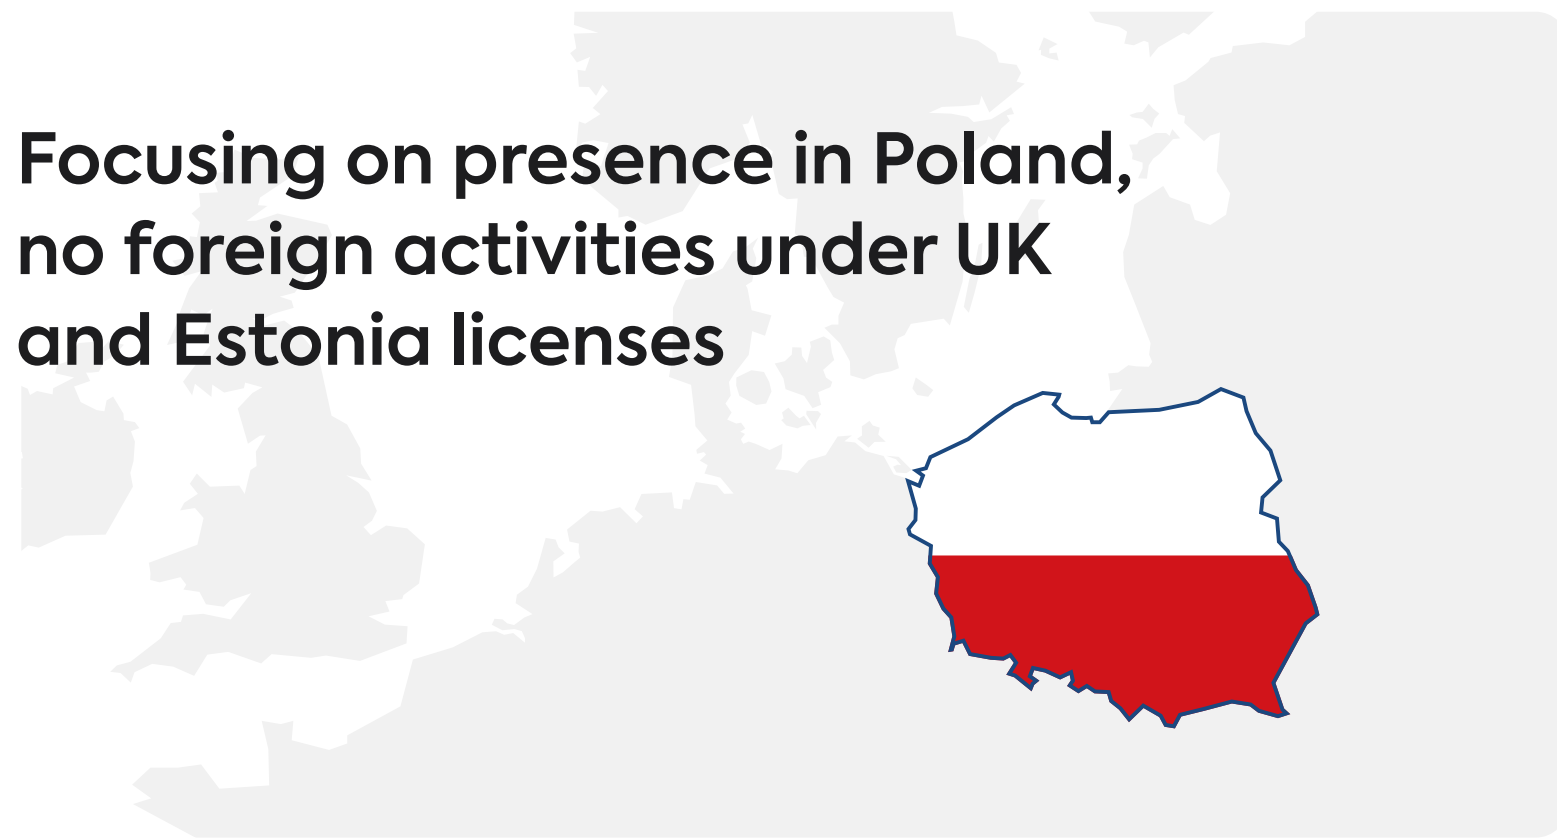 Focusing on presence in Poland,
no foreign activities under UK
and Estonia licenses